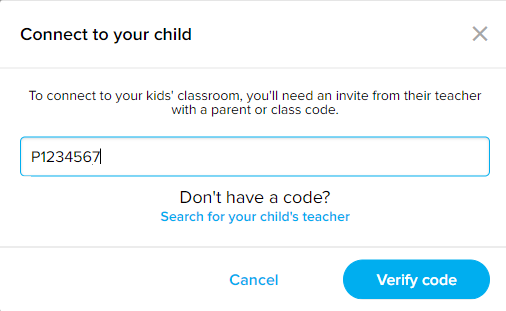 Connect to your child
To connect to your kids' classroom, you'll need an invite from their teacher
with a parent or class code.
P1234567
Don't have a code?
Search for your child's teacher
Cancel
Verify code